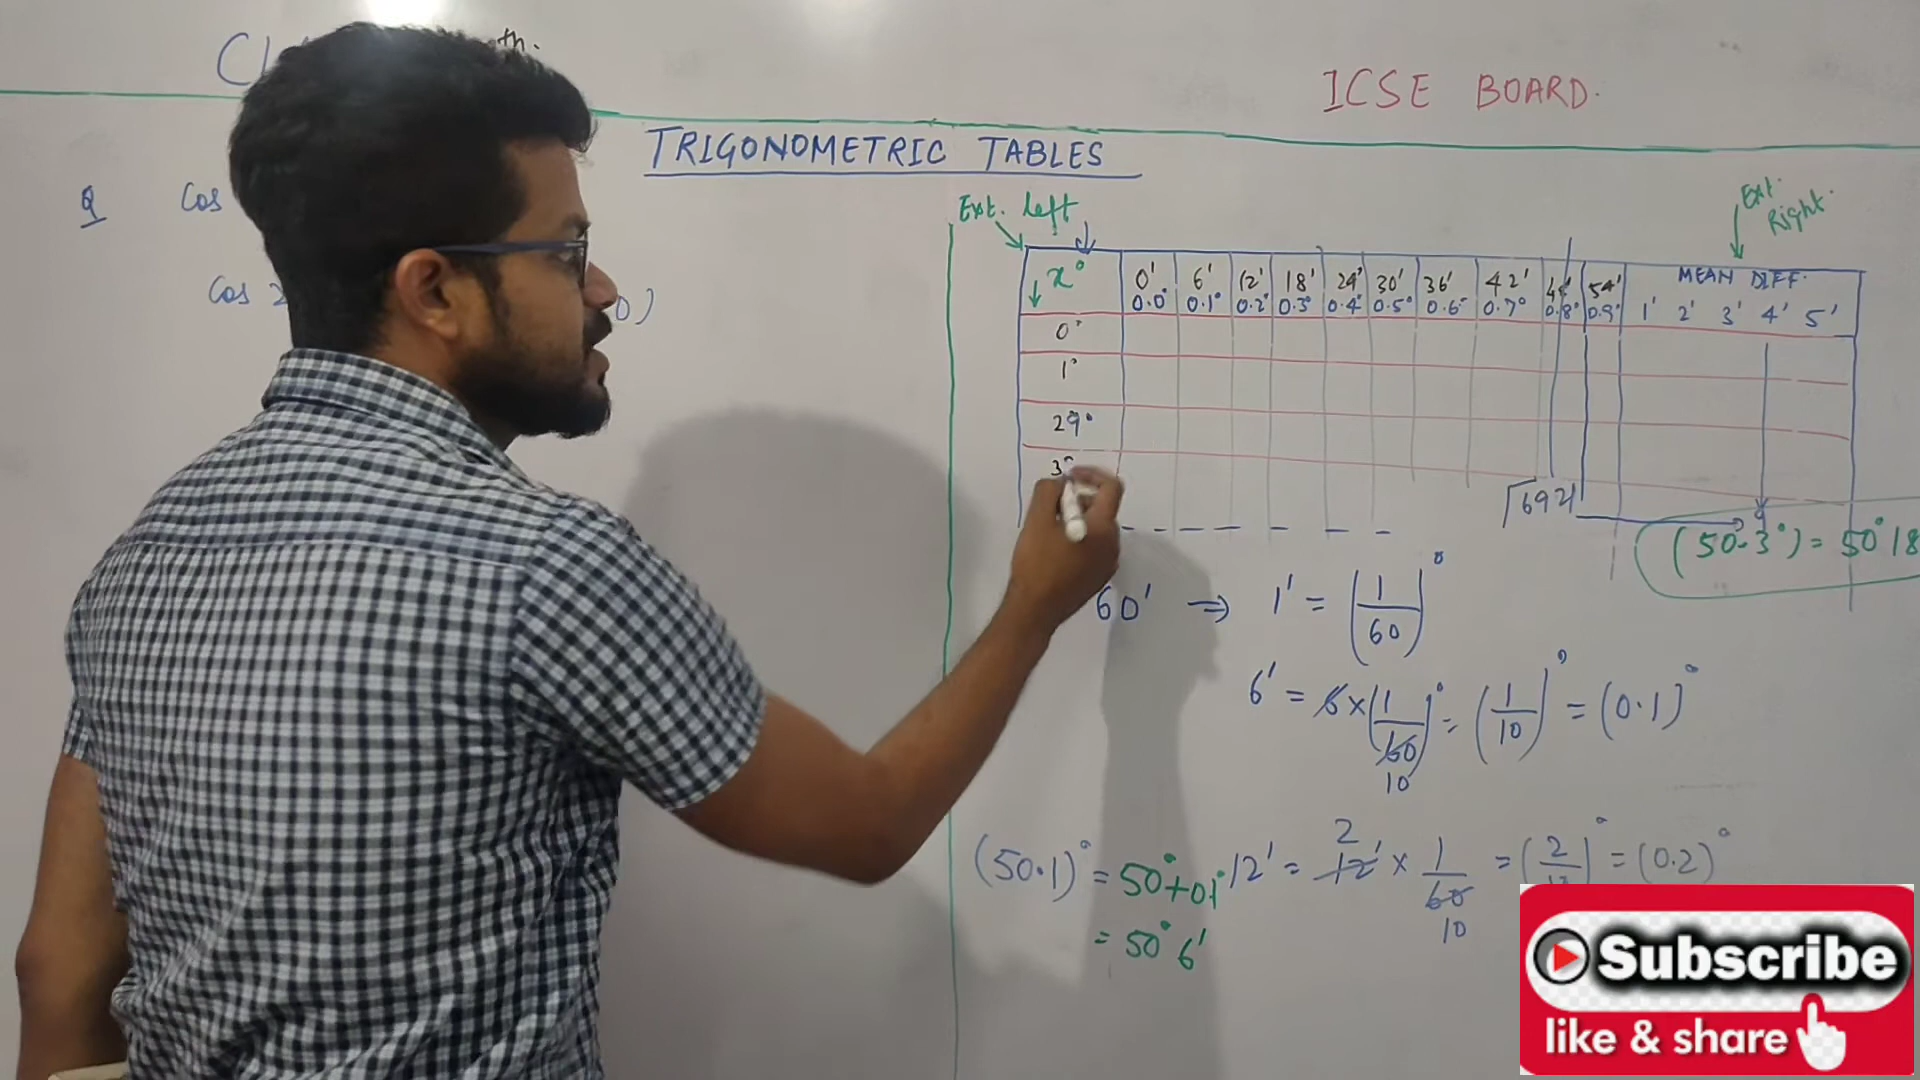 th.
ICSE BOARD.
TRIGONOMETRIC TABLES
Q Cos
Cos
Ext. left
Ext. Right.
x° 0' 6' 12' 18' 24' 30' 36' 42' 54' MEAN DIFF.
0.0° 0.1° 0.2° 0.3° 0.4° 0.5° 0.6° 0.7° 0.8° 0.9° 1' 2' 3' 4' 5'
0°
1°
29°
6921
(50.3°) = 50°18
60' ⇒ 1' = (1/60)°
6' = 6×(1/60)° = (1/10)° = (0.1)°
10
(50.1)° = 50°+0.1°
= 50°6'
2
12' = 12' × 1/60 = (2/10)° = (0.2)°
10
Subscribe
like & share